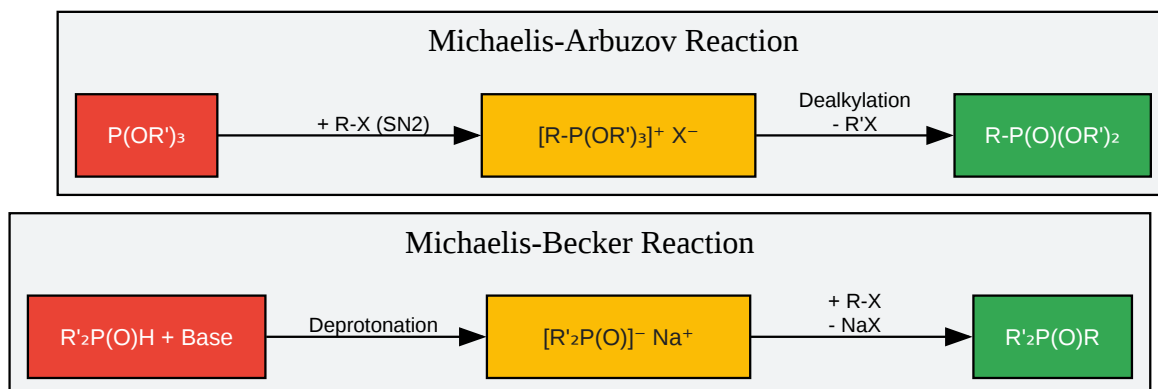 Michaelis-Arbuzov Reaction
P(OR')₃
+ R-X (SN2)
[R-P(OR')₃]⁺ X⁻
Dealkylation
- R'X
R-P(O)(OR')₂
Michaelis-Becker Reaction
R'₂P(O)H + Base
Deprotonation
[R'₂P(O)]⁻ Na⁺
+ R-X
- NaX
R'₂P(O)R